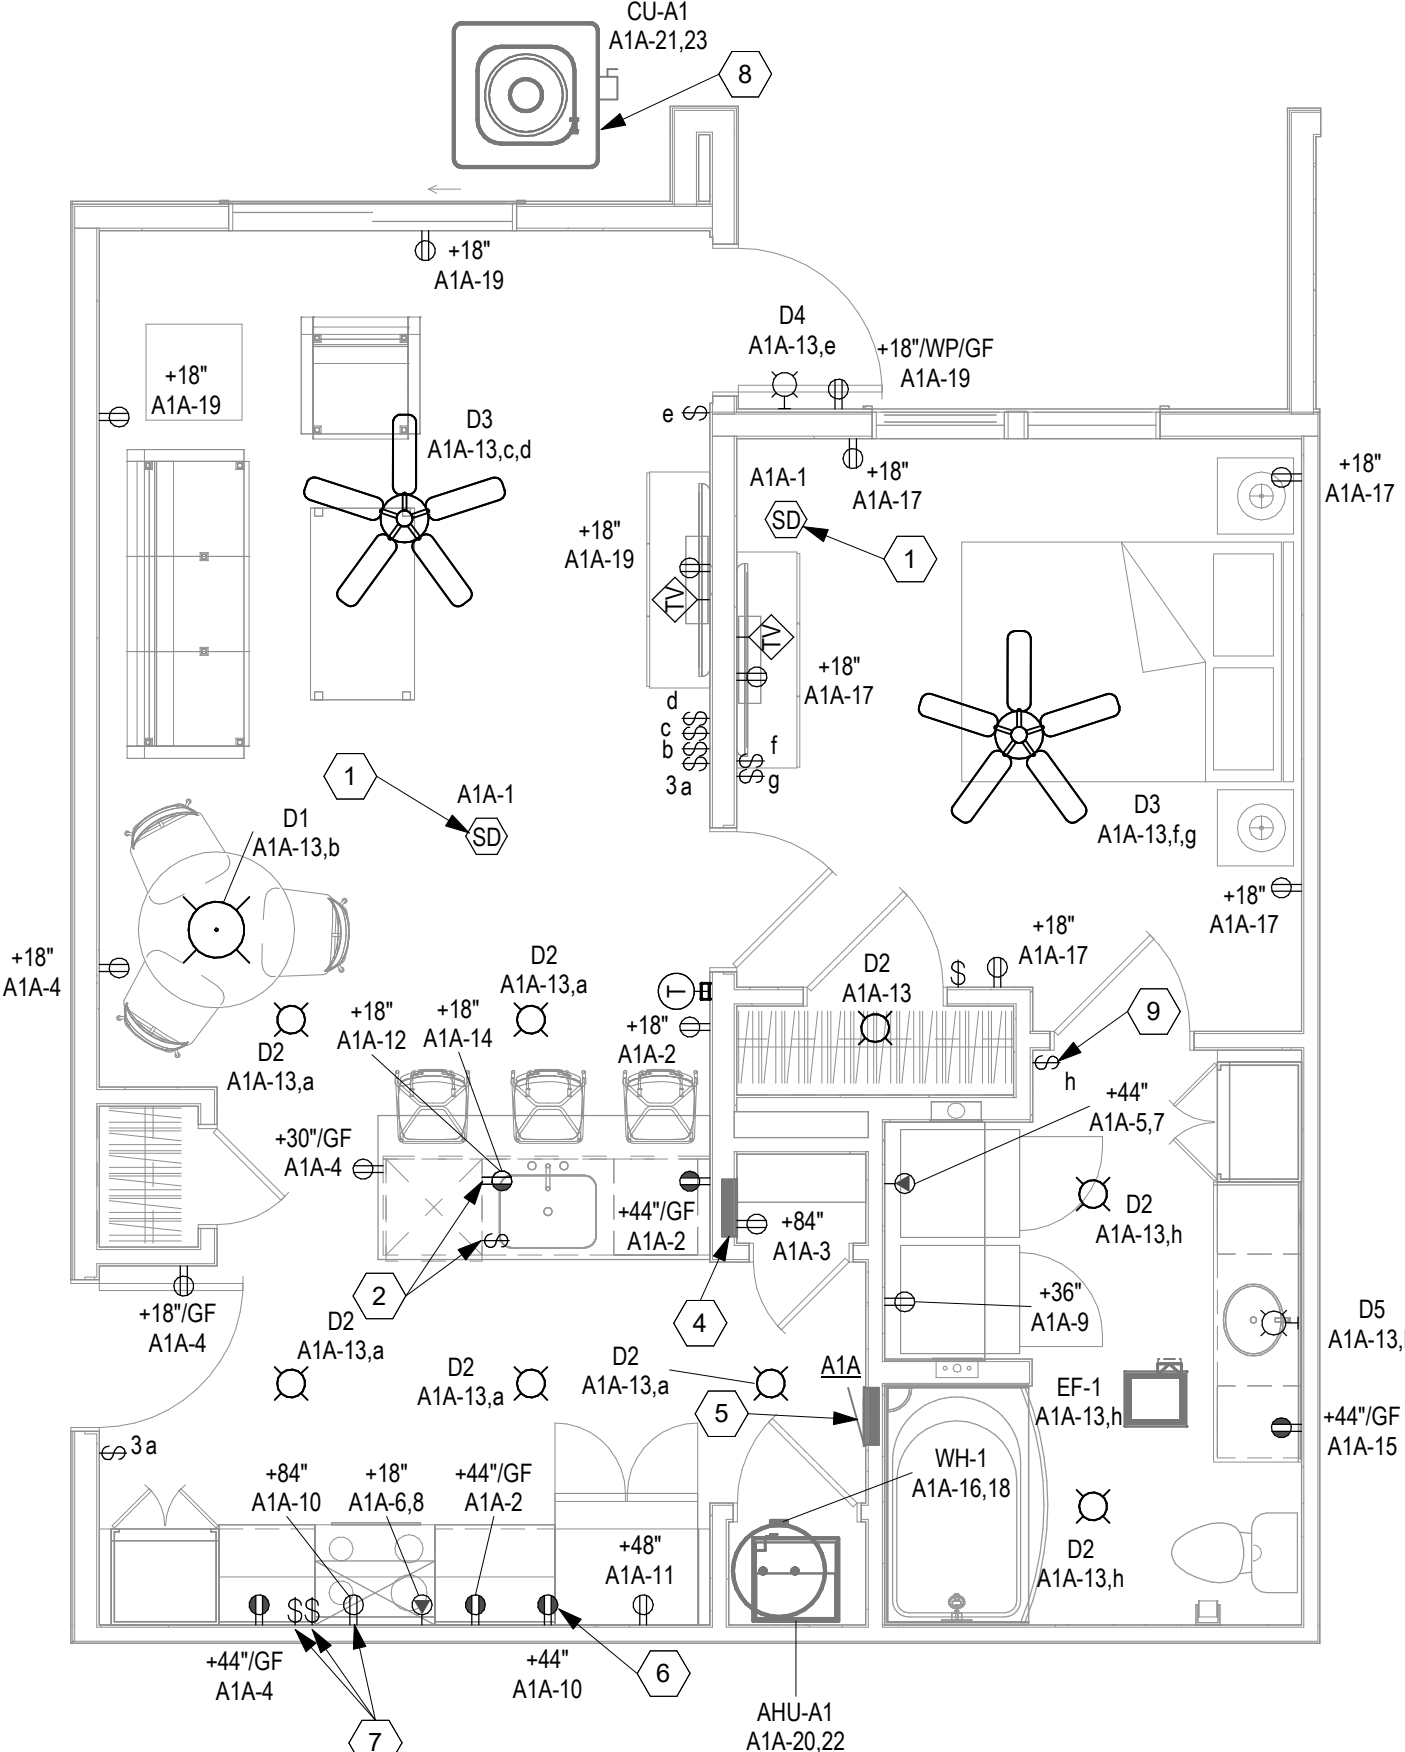 CU-A1
A1A-21,23
8
+18"
A1A-19
D4
A1A-13,e
+18"/WP/GF
A1A-19
+18"
A1A-19
D3
A1A-13,c,d
e
+18"
A1A-17
A1A-1
SD
1
+18"
A1A-17
+18"
A1A-19
TV
TV
+18"
A1A-17
d
c
b
3a
f
g
1
A1A-1
SD
D1
A1A-13,b
D3
A1A-13,f,g
+18"
A1A-17
+18"
A1A-4
D2
A1A-13,a
T
D2
A1A-13
+18"
A1A-17
$
9
h
D2
A1A-13,a
+18"
A1A-12
+18"
A1A-14
+18"
A1A-2
+44"
A1A-5,7
+30"/GF
A1A-4
+44"/GF
A1A-2
+84"
A1A-3
D2
A1A-13,h
2
4
+36"
A1A-9
+18"/GF
A1A-4
D2
A1A-13,a
D2
A1A-13,a
D2
A1A-13,a
A1A
5
D5
EF-1
A1A-13,h
+44"/GF
A1A-15
3a
+84"
A1A-10
+18"
A1A-6,8
+44"/GF
A1A-2
WH-1
A1A-16,18
+48"
A1A-11
D2
A1A-13,h
$$
+44"/GF
A1A-4
+44"
A1A-10
6
7
AHU-A1
A1A-20,22